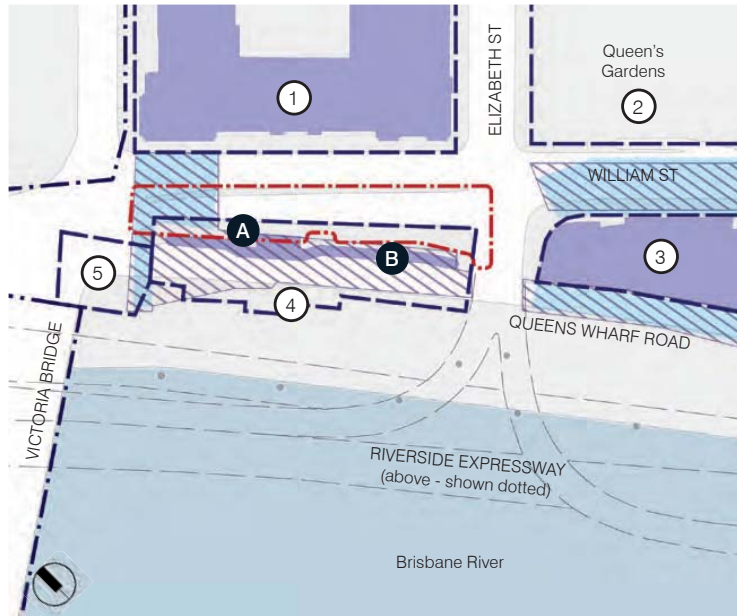 ELIZABETH ST
Queen's
Gardens
1
2
WILLIAM ST
A
B
3
5
4
QUEENS WHARF ROAD
VICTORIA BRIDGE
RIVERSIDE EXPRESSWAY
(above - shown dotted)
Brisbane River